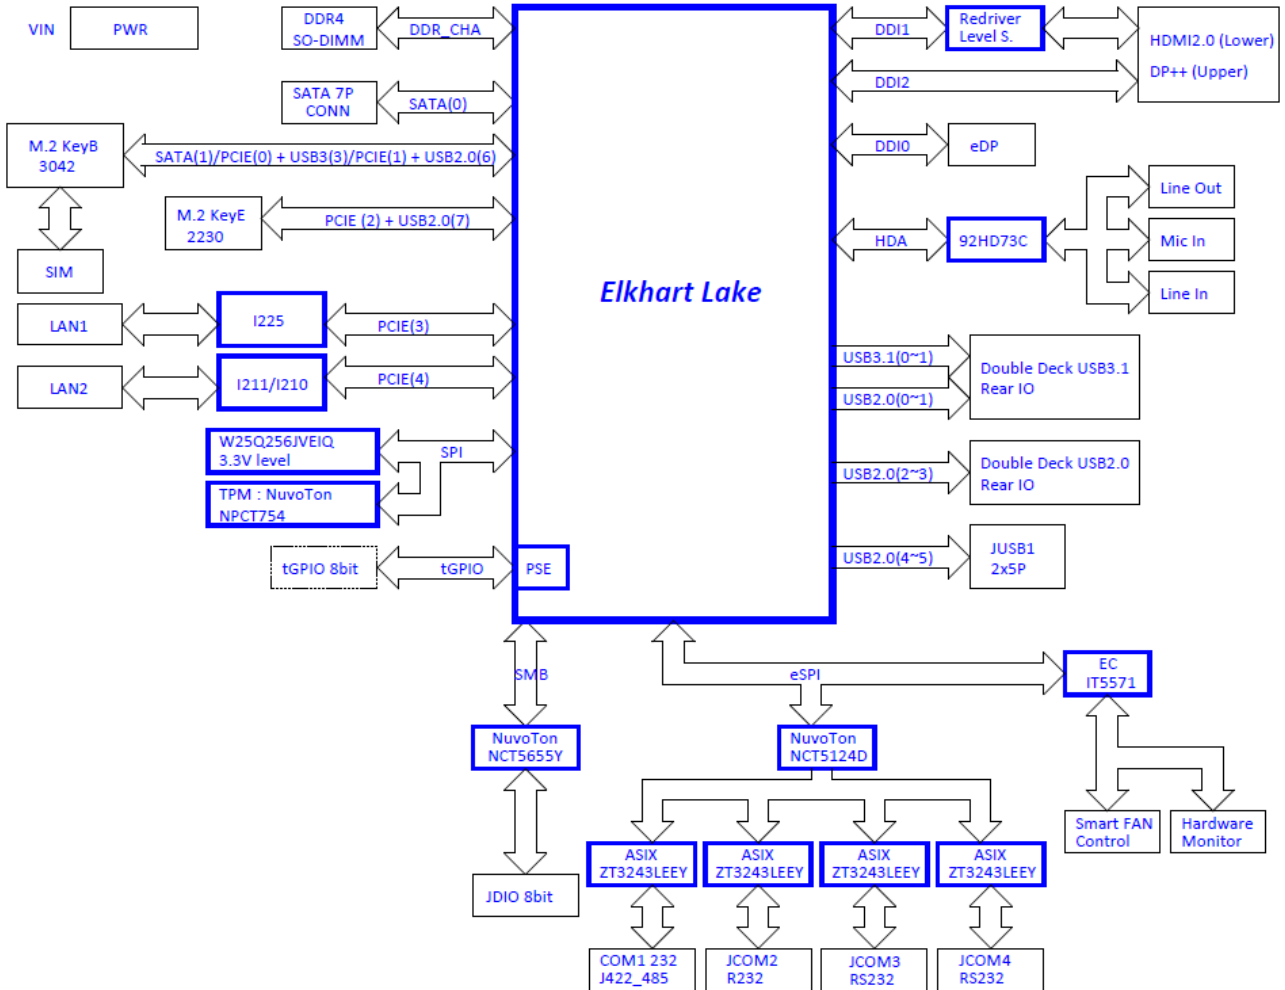 VIN
PWR
DDR4
SO-DIMM
DDR_CHA
DDI1
Redriver
Level S.
HDMI2.0 (Lower)
DP++ (Upper)
DDI2
SATA 7P
CONN
SATA(0)
M.2 KeyB
3042
SATA(1)/PCIE(0) + USB3(3)/PCIE(1) + USB2.0(6)
DDI0
eDP
M.2 KeyE
2230
PCIE (2) + USB2.0(7)
Line Out
HDA
92HD73C
Mic In
SIM
Line In
Elkhart Lake
LAN1
I225
PCIE(3)
LAN2
I211/I210
PCIE(4)
USB3.1(0~1)
USB2.0(0~1)
Double Deck USB3.1
Rear IO
W25Q256JVEIQ
3.3V level
SPI
TPM : NuvoTon
NPCT754
USB2.0(2~3)
Double Deck USB2.0
Rear IO
tGPIO 8bit
tGPIO
PSE
USB2.0(4~5)
JUSB1
2x5P
SMB
eSPI
EC
IT5571
NuvoTon
NCT5655Y
NuvoTon
NCT5124D
Smart FAN
Control
Hardware
Monitor
ASIX
ZT3243LEEY
ASIX
ZT3243LEEY
ASIX
ZT3243LEEY
ASIX
ZT3243LEEY
JDIO 8bit
COM1 232
J422_485
JCOM2
R232
JCOM3
RS232
JCOM4
RS232